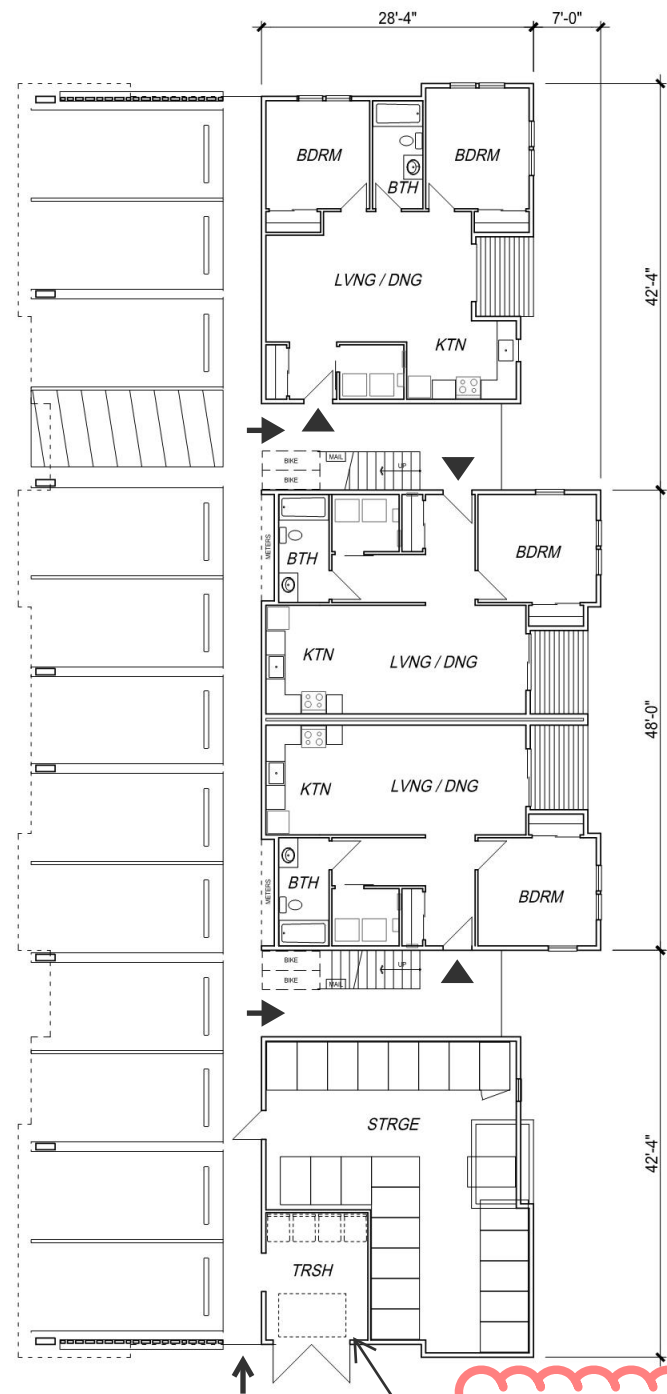 28'-4" 7'-0"
BDRM
BTH
BDRM
LVNG / DNG
KTN
42'-4"
BIKE
MAIL
UP
BIKE
METERS
BTH
BDRM
KTN
LVNG / DNG
48'-0"
KTN
LVNG / DNG
METERS
BTH
BDRM
BIKE
UP
BIKE
MAIL
STRGE
42'-4"
TRSH